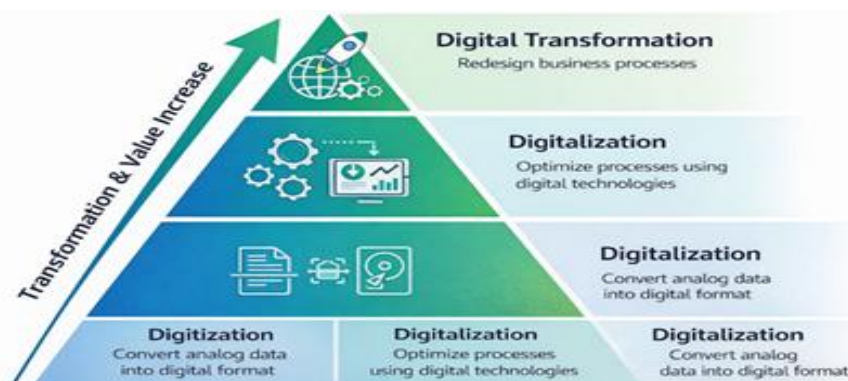 Transformation & Value Increase
Digital Transformation
Redesign business processes
Digitalization
Optimize processes using
digital technologies
Digitalization
Convert analog data
into digital format
Digitization
Convert analog data
into digital format
Digitalization
Optimize processes
using digital technologies
Digitalization
Convert analog
data into digital format